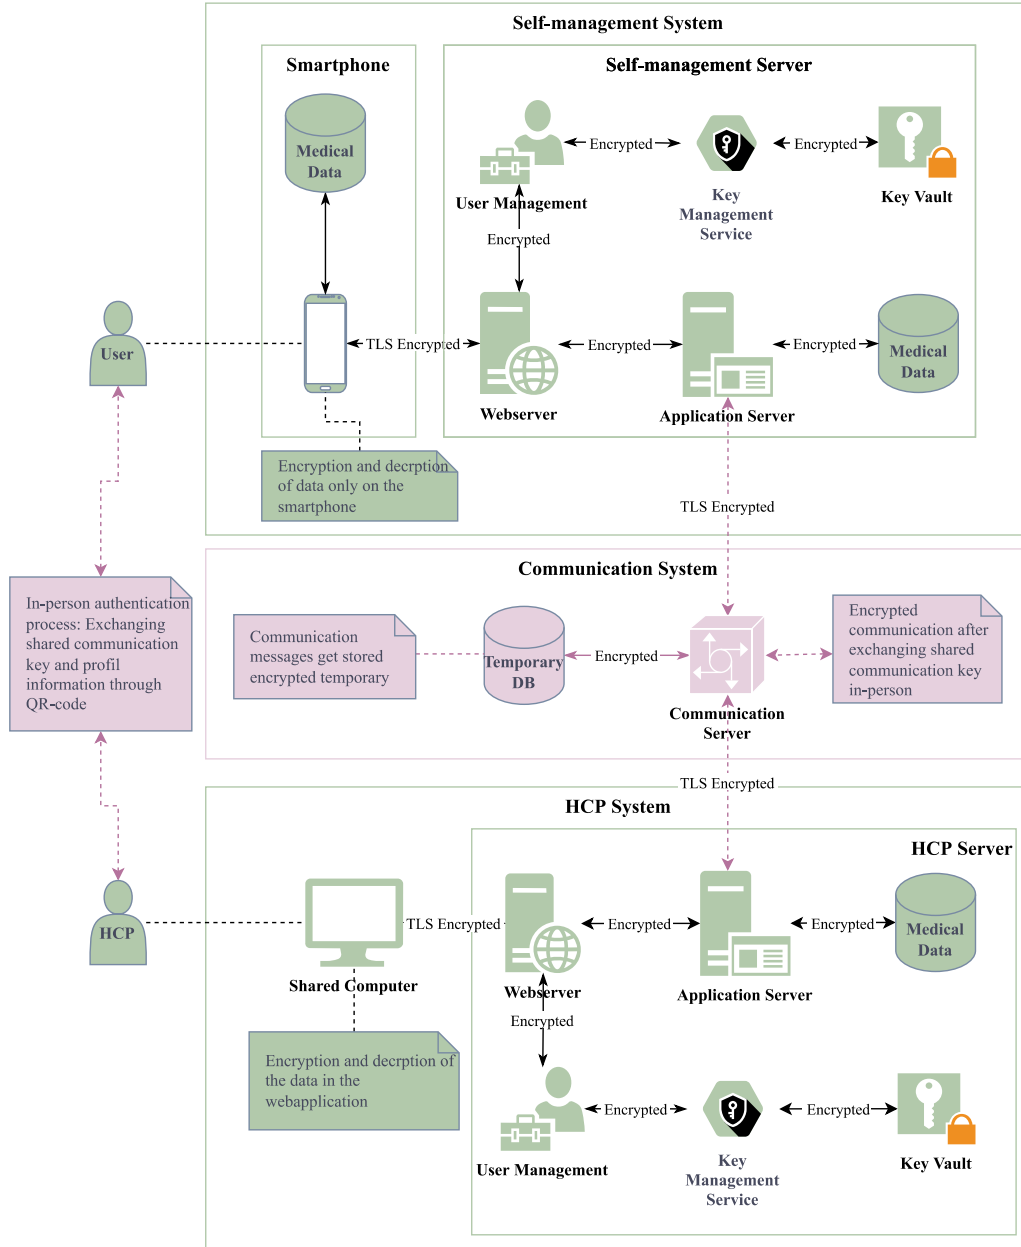 Self-management System
Smartphone
Self-management Server
Medical
Data
Encrypted
Encrypted
User Management
Key
Management
Service
Key Vault
Encrypted
User
TLS Encrypted
Encrypted
Encrypted
Medical
Data
Webserver
Application Server
Encryption and decrption
of data only on the
smartphone
TLS Encrypted
Communication System
In-person authentication
process: Exchanging
shared communication
key and profil
information through
QR-code
Communication
messages get stored
encrypted temporary
Temporary
DB
Encrypted
Communication
Server
Encrypted
communication after
exchanging shared
communication key
in-person
TLS Encrypted
HCP System
HCP Server
HCP
Shared Computer
TLS Encrypted
Webserver
Encrypted
Application Server
Encrypted
Medical
Data
Encrypted
Encryption and decrption of
the data in the
webapplication
User Management
Encrypted
Key
Management
Service
Encrypted
Key Vault